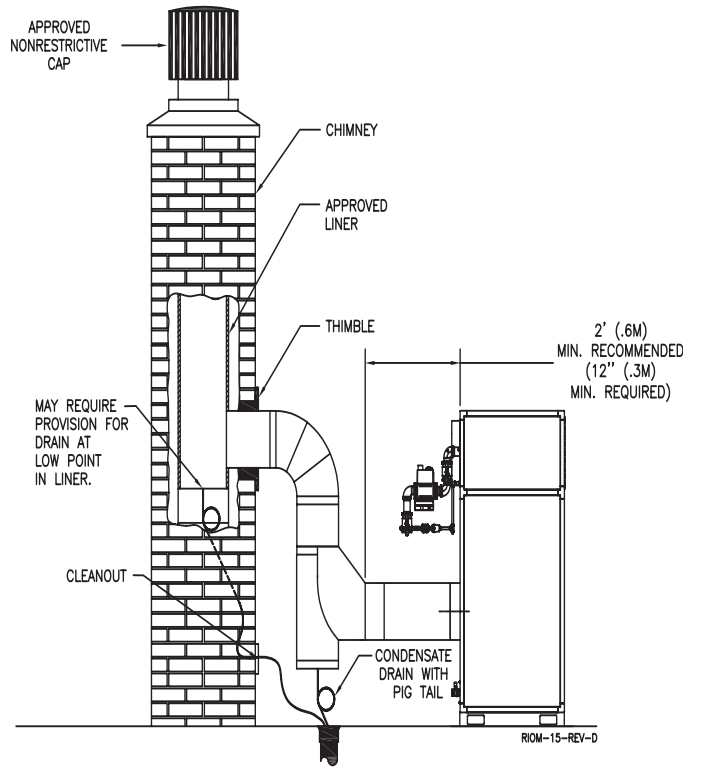 APPROVED
NONRESTRICTIVE
CAP
CHIMNEY
APPROVED
LINER
THIMBLE
2' (.6M)
MIN. RECOMMENDED
(12" (.3M)
MIN. REQUIRED)
MAY REQUIRE
PROVISION FOR
DRAIN AT
LOW POINT
IN LINER.
CLEANOUT
CONDENSATE
DRAIN WITH
PIG TAIL
RIOM-15-REV-D